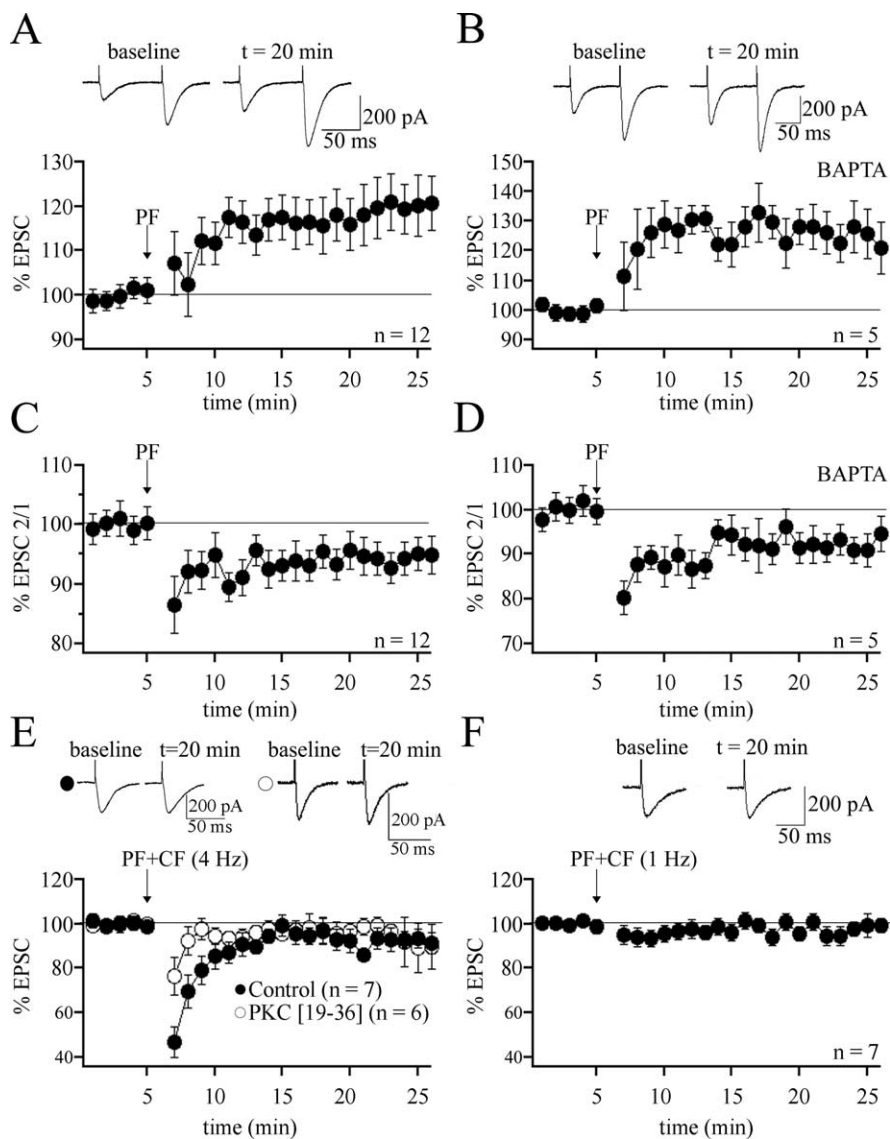 A
baseline t = 20 min
200 pA
50 ms
130
120
110
100
90
% EPSC
PF
n = 12
5 10 15 20 25
time (min)
B
baseline t = 20 min
200 pA
50 ms
150
140
130
120
110
100
90
% EPSC
BAPTA
PF
n = 5
5 10 15 20 25
time (min)
C
110
100
90
80
% EPSC 2/1
PF
n = 12
5 10 15 20 25
time (min)
D
110
100
90
80
70
% EPSC 2/1
PF
BAPTA
n = 5
5 10 15 20 25
time (min)
E
baseline t=20 min
200 pA
50 ms
baseline t=20 min
200 pA
50 ms
PF+CF (4 Hz)
120
100
80
60
40
% EPSC
Control (n = 7)
PKC [19-36] (n = 6)
5 10 15 20 25
time (min)
F
baseline t = 20 min
200 pA
50 ms
PF+CF (1 Hz)
120
100
80
60
40
% EPSC
n = 7
5 10 15 20 25
time (min)